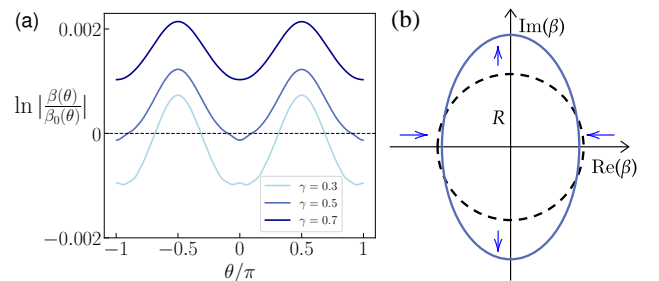 (a)
0.002
ln |β(θ)/β₀(θ)|
0
−0.002
γ = 0.3
γ = 0.5
γ = 0.7
−1 −0.5 0 0.5 1
θ/π
(b)
Im(β)
R
Re(β)